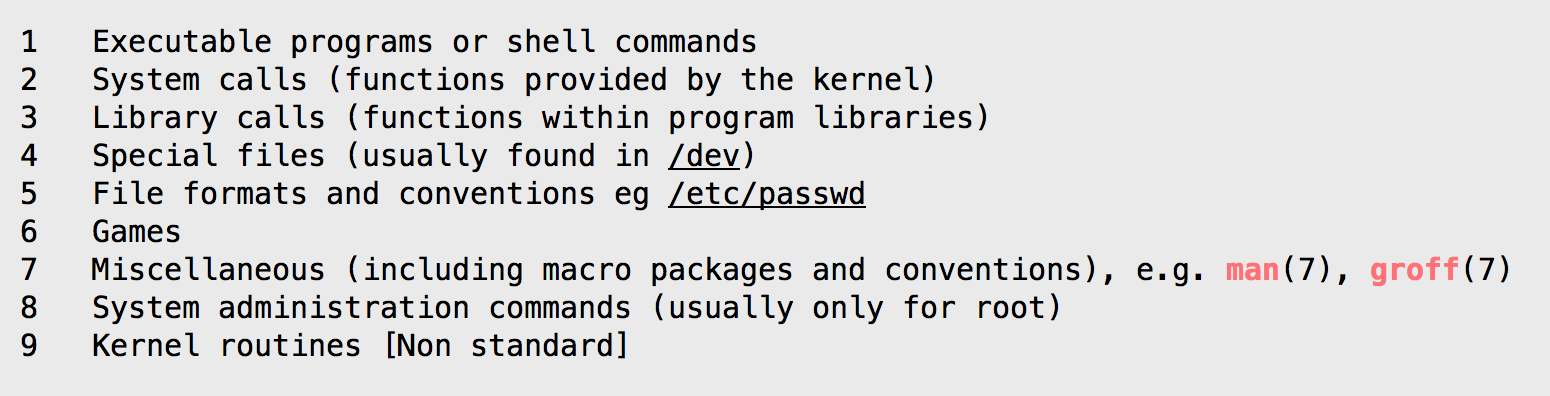 1   Executable programs or shell commands
2   System calls (functions provided by the kernel)
3   Library calls (functions within program libraries)
4   Special files (usually found in /dev)
5   File formats and conventions eg /etc/passwd
6   Games
7   Miscellaneous (including macro packages and conventions), e.g. man(7), groff(7)
8   System administration commands (usually only for root)
9   Kernel routines [Non standard]